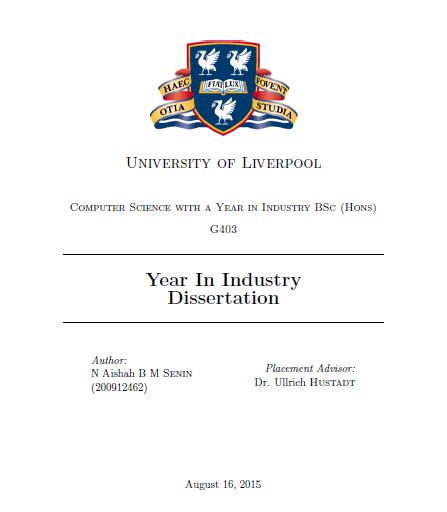 HAEC
FIAT LUX
FOVENT
OTIA
STUDIA
University of Liverpool
Computer Science with a Year in Industry BSc (Hons)
G403
Year In Industry
Dissertation
Author:
N Aishah B M Senin
(200912462)
Placement Advisor:
Dr. Ullrich Hustadt
August 16, 2015